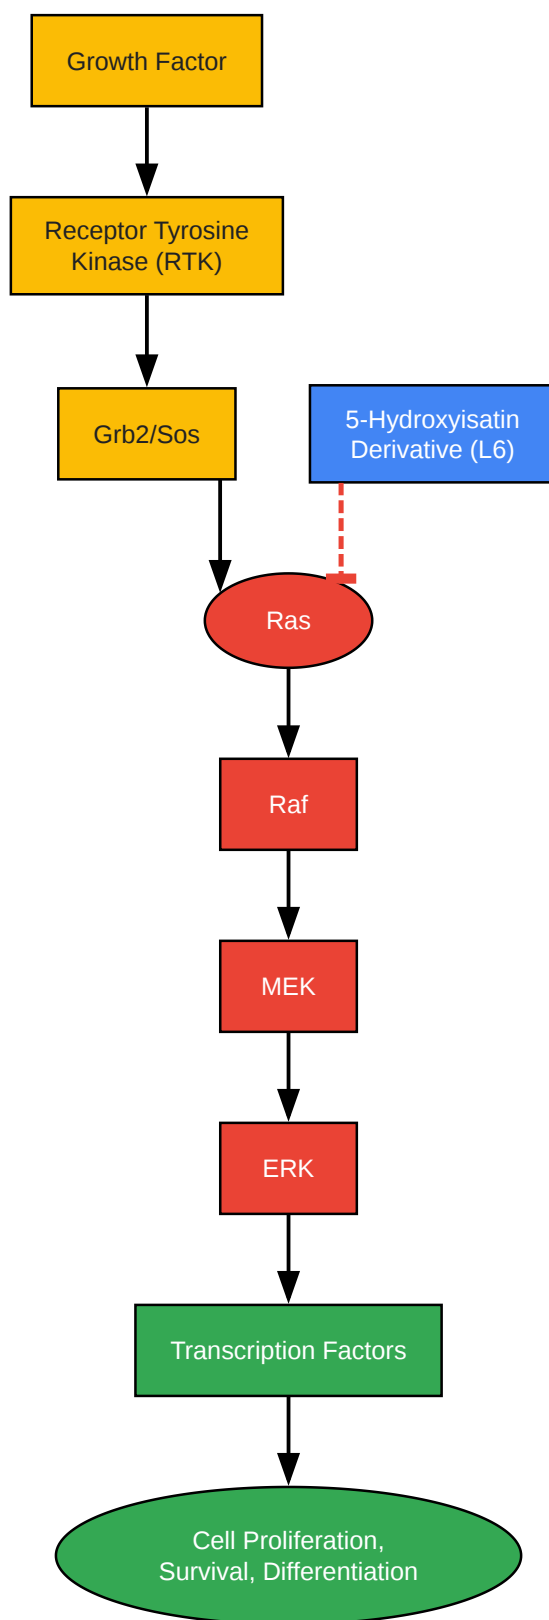 Growth Factor
Receptor Tyrosine
Kinase (RTK)
Grb2/Sos
5-Hydroxyisatin
Derivative (L6)
Ras
Raf
MEK
ERK
Transcription Factors
Cell Proliferation,
Survival, Differentiation